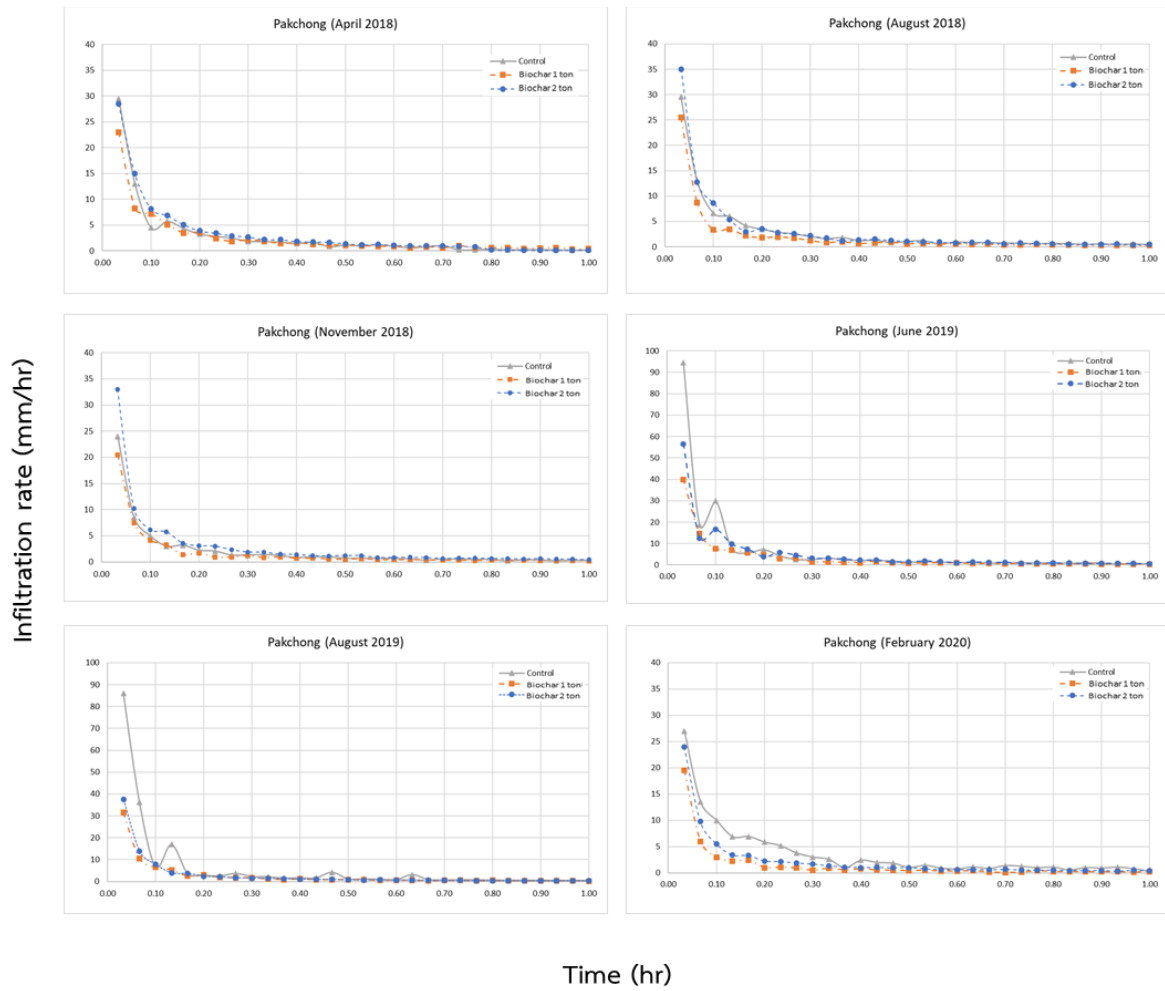 Pakchong (April 2018)
40
35
30
25
20
15
10
5
0
0.00 0.10 0.20 0.30 0.40 0.50 0.60 0.70 0.80 0.90 1.00
Control
Biochar 1 ton
Biochar 2 ton
Pakchong (August 2018)
40
35
30
25
20
15
10
5
0
0.00 0.10 0.20 0.30 0.40 0.50 0.60 0.70 0.80 0.90 1.00
Control
Biochar 1 ton
Biochar 2 ton
Infiltration rate (mm/hr)
Pakchong (November 2018)
40
35
30
25
20
15
10
5
0
0.00 0.10 0.20 0.30 0.40 0.50 0.60 0.70 0.80 0.90 1.00
Control
Biochar 1 ton
Biochar 2 ton
Pakchong (June 2019)
100
90
80
70
60
50
40
30
20
10
0
0.00 0.10 0.20 0.30 0.40 0.50 0.60 0.70 0.80 0.90 1.00
Control
Biochar 1 ton
Biochar 2 ton
Pakchong (August 2019)
100
90
80
70
60
50
40
30
20
10
0
0.00 0.10 0.20 0.30 0.40 0.50 0.60 0.70 0.80 0.90 1.00
Control
Biochar 1 ton
Biochar 2 ton
Pakchong (February 2020)
40
35
30
25
20
15
10
5
0
0.00 0.10 0.20 0.30 0.40 0.50 0.60 0.70 0.80 0.90 1.00
Control
Biochar 1 ton
Biochar 2 ton
Time (hr)